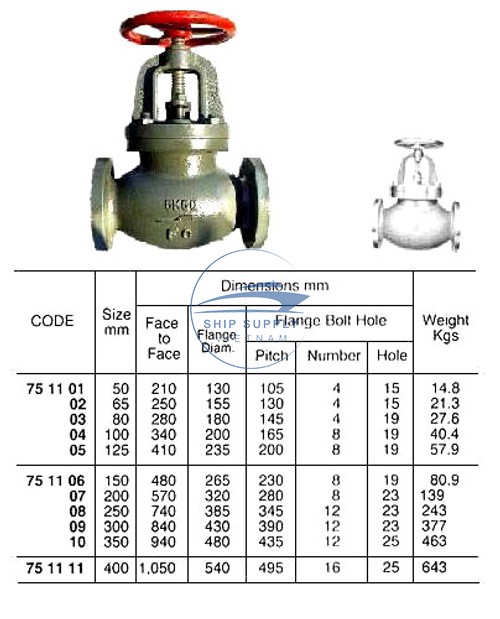 5K50
Dimensions mm
CODE
Size
mm
Face
to
Face
Flange
Diam.
Flange Bolt Hole
Pitch Number Hole
Weight
Kgs
SHIP SUPPLY
VIETNAM
75 11 01 50 210 130 105 4 15 14.8
02 65 250 155 130 4 15 21.3
03 80 280 180 145 4 19 27.6
04 100 340 200 165 8 19 40.4
05 125 410 235 200 8 19 57.9
75 11 06 150 480 265 230 8 19 80.9
07 200 570 320 280 8 23 139
08 250 740 385 345 12 23 243
09 300 840 430 390 12 23 377
10 350 940 480 435 12 25 463
75 11 11 400 1,050 540 495 16 25 643